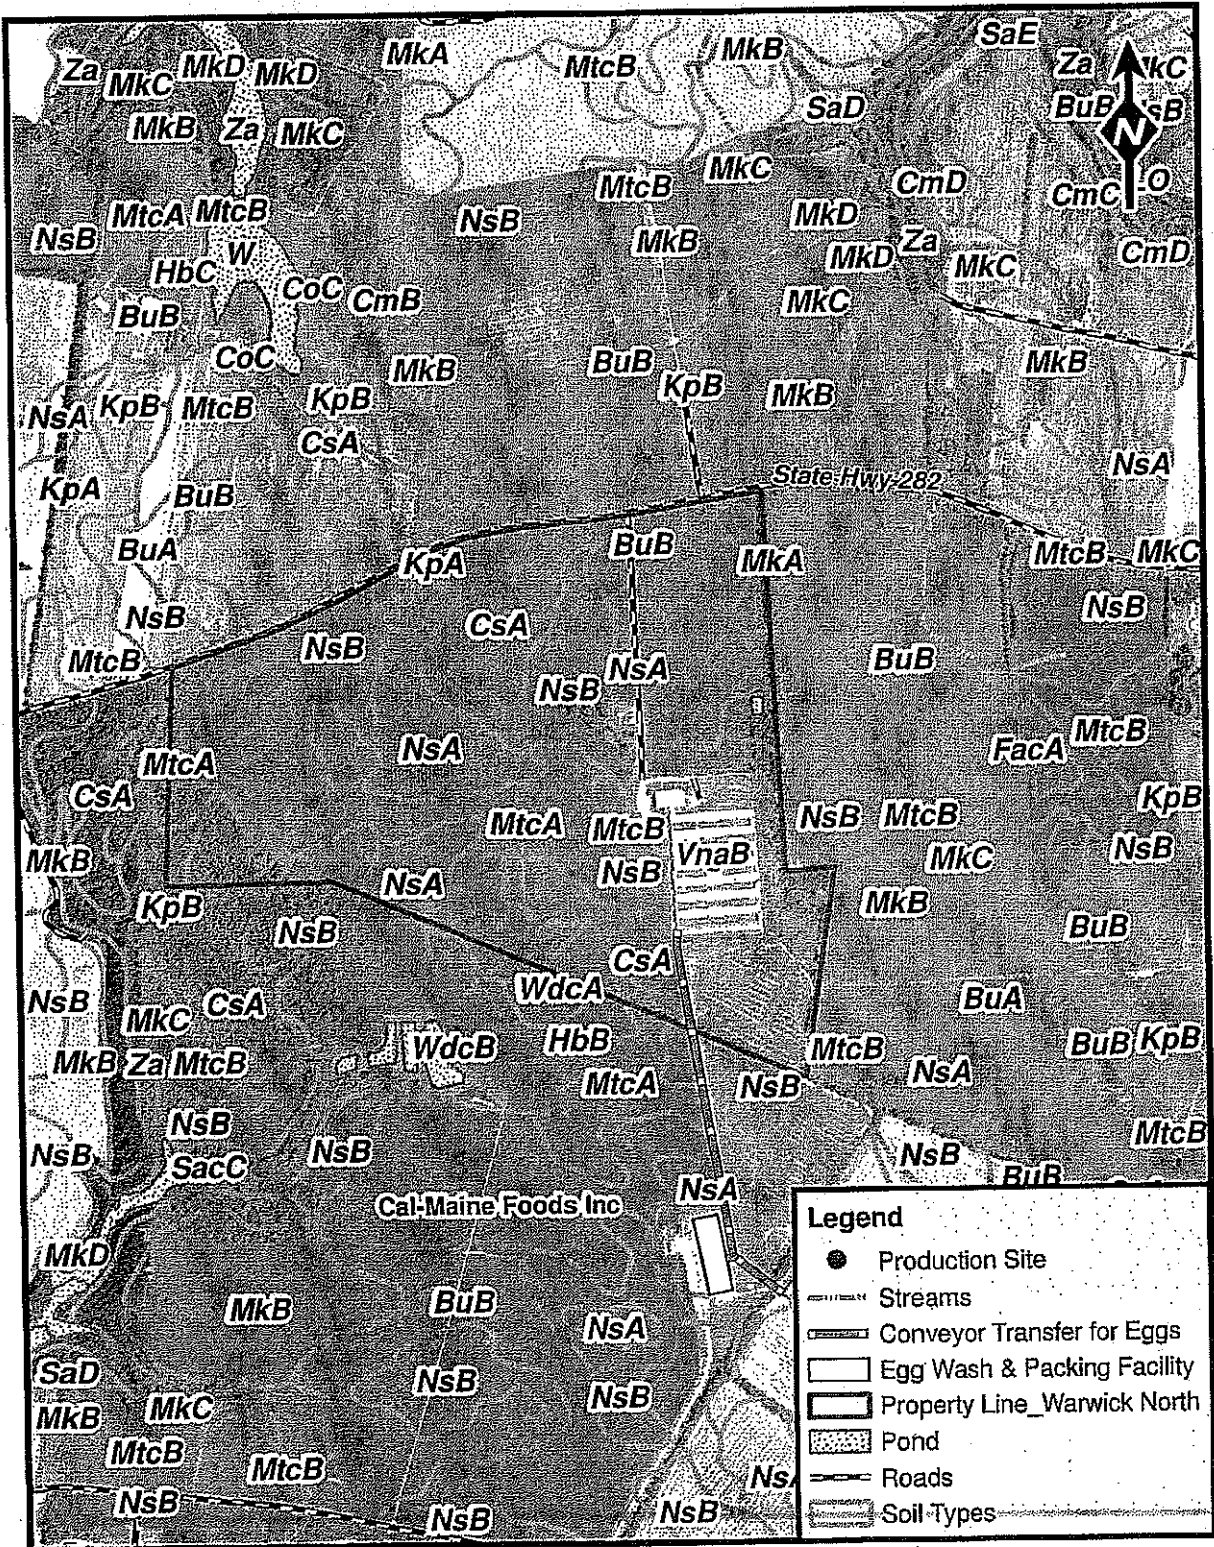 SaE
MkA
MkB
MtcB
Za
MkD
MkD
Za
MkC
SaD
BuB
MkB
Za
MkC
N
MkC
MtcB
CmD
CmC
MtcA
MtcB
NsB
MkD
NsB
MkB
Za
W
MkD
CmD
HbC
MkC
CoC
CmB
MkC
BuB
CoC
MkB
BuB
MkB
KpB
MkB
NsA
KpB
MtcB
KpB
CsA
NsA
State-Hwy-282
KpA
BuB
BuA
KpA
BuB
MkA
MtcB
MkC
NsB
NsB
CsA
NsB
MtcB
NsA
BuB
NsB
MtcA
NsA
FacA
MtcB
CsA
KpB
MtcA
MtcB
NsB
MtcB
MkB
NsB
VnaB
MkC
NsB
NsA
MkB
KpB
NsB
BuB
CsA
NsB
CsA
WdcA
BuA
MkC
WdcB
HbB
MtcB
BuB
KpB
MkB
Za
MtcB
MtcA
NsB
NsA
NsB
MtcB
NsB
NsB
NsB
SacC
BuB
Cal-Maine Foods Inc
NsA
MkD
MkB
BuB
NsA
SaD
NsB
NsB
MkB
MkC
MtcB
MtcB
NsB
NsB
NsB
Legend
Production Site
Streams
Conveyor Transfer for Eggs
Egg Wash & Packing Facility
Property Line_Warwick North
Pond
Roads
Soil Types